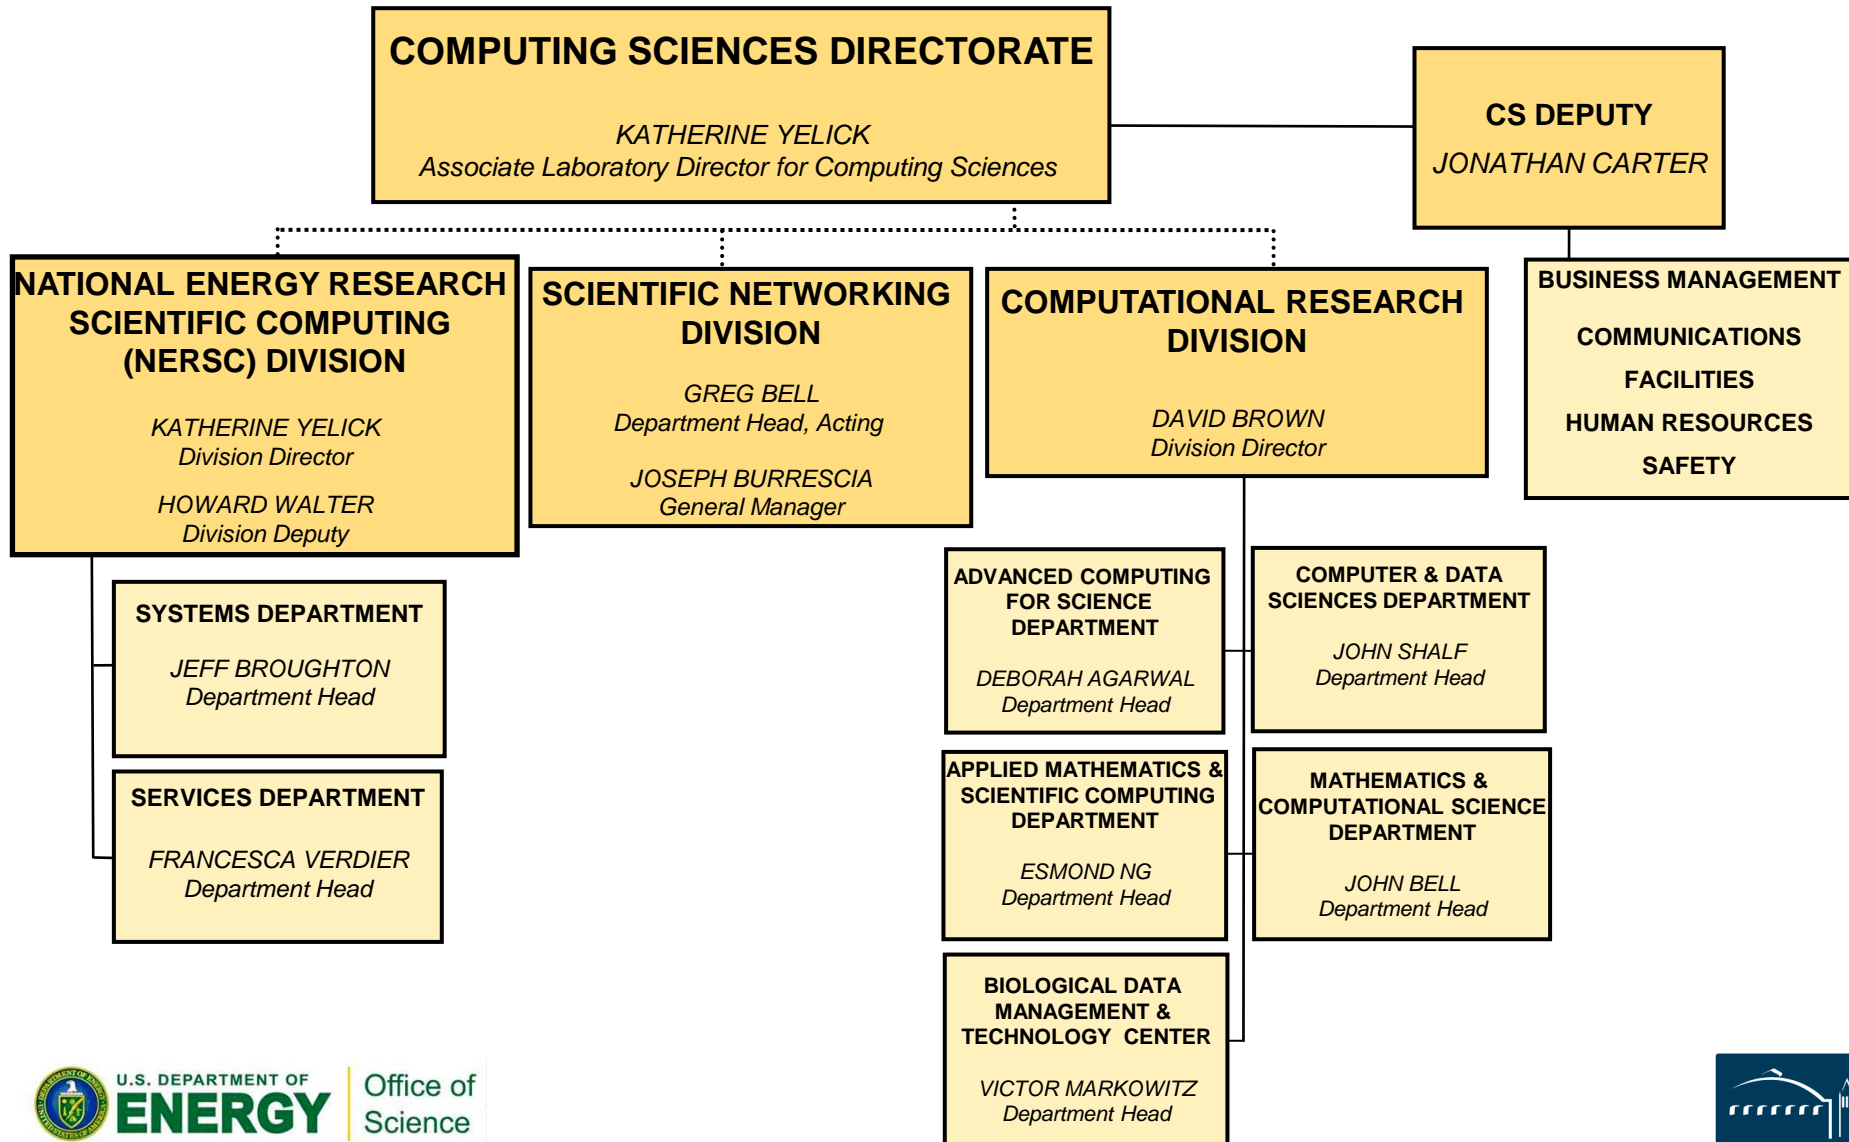 COMPUTING SCIENCES DIRECTORATE
KATHERINE YELICK
Associate Laboratory Director for Computing Sciences
CS DEPUTY
JONATHAN CARTER
NATIONAL ENERGY RESEARCH
SCIENTIFIC COMPUTING
(NERSC) DIVISION
KATHERINE YELICK
Division Director
HOWARD WALTER
Division Deputy
SCIENTIFIC NETWORKING
DIVISION
GREG BELL
Department Head, Acting
JOSEPH BURRESCIA
General Manager
COMPUTATIONAL RESEARCH
DIVISION
DAVID BROWN
Division Director
BUSINESS MANAGEMENT
COMMUNICATIONS
FACILITIES
HUMAN RESOURCES
SAFETY
SYSTEMS DEPARTMENT
JEFF BROUGHTON
Department Head
SERVICES DEPARTMENT
FRANCESCA VERDIER
Department Head
ADVANCED COMPUTING
FOR SCIENCE
DEPARTMENT
DEBORAH AGARWAL
Department Head
COMPUTER & DATA
SCIENCES DEPARTMENT
JOHN SHALF
Department Head
APPLIED MATHEMATICS &
SCIENTIFIC COMPUTING
DEPARTMENT
ESMOND NG
Department Head
MATHEMATICS &
COMPUTATIONAL SCIENCE
DEPARTMENT
JOHN BELL
Department Head
BIOLOGICAL DATA
MANAGEMENT &
TECHNOLOGY CENTER
VICTOR MARKOWITZ
Department Head
U.S. DEPARTMENT OF
ENERGY
Office of
Science